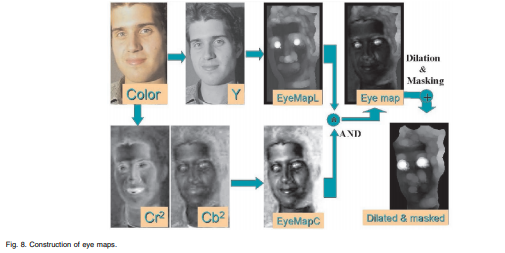 Color
Y
EyeMapL
Eye map
Dilation
&
Masking
+
&
AND
Cr²
Cb²
EyeMapC
Dilated & masked
Fig. 8. Construction of eye maps.